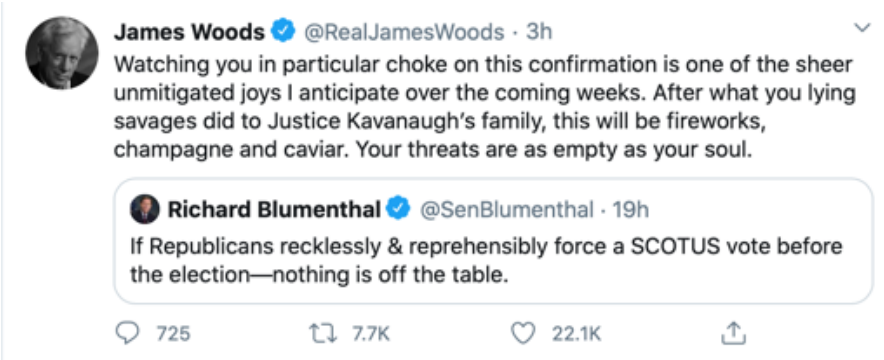 James Woods @RealJamesWoods · 3h
Watching you in particular choke on this confirmation is one of the sheer
unmitigated joys I anticipate over the coming weeks. After what you lying
savages did to Justice Kavanaugh's family, this will be fireworks,
champagne and caviar. Your threats are as empty as your soul.
Richard Blumenthal @SenBlumenthal · 19h
If Republicans recklessly & reprehensibly force a SCOTUS vote before
the election—nothing is off the table.
725 7.7K 22.1K